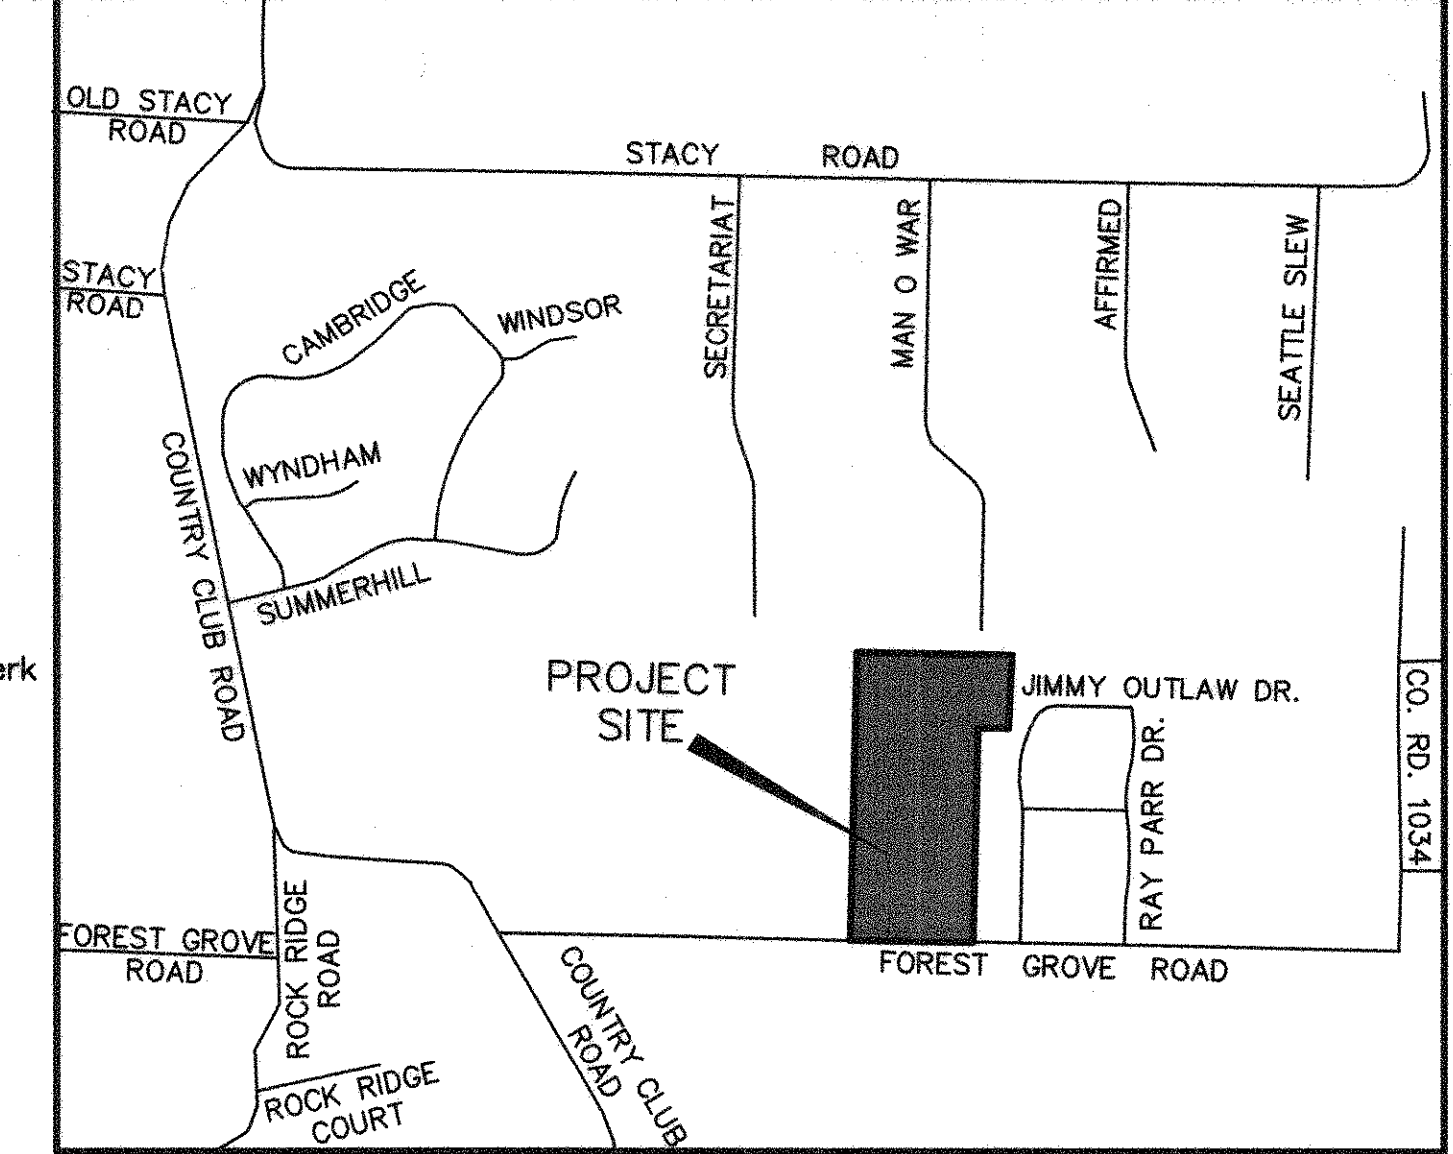 OLD STACY
ROAD
STACY ROAD
STACY
ROAD
CAMBRIDGE
WINDSOR
WYNDHAM
SUMMERHILL
SECRETARIAT
MAN O WAR
AFFIRMED
SEATTLE SLEW
COUNTRY CLUB ROAD
erk
PROJECT
SITE
JIMMY OUTLAW DR.
RAY PARR DR.
CO. RD. 1034
FOREST GROVE
ROAD
ROCK RIDGE
ROAD
FOREST GROVE ROAD
COUNTRY CLUB
ROAD
ROCK RIDGE
COURT